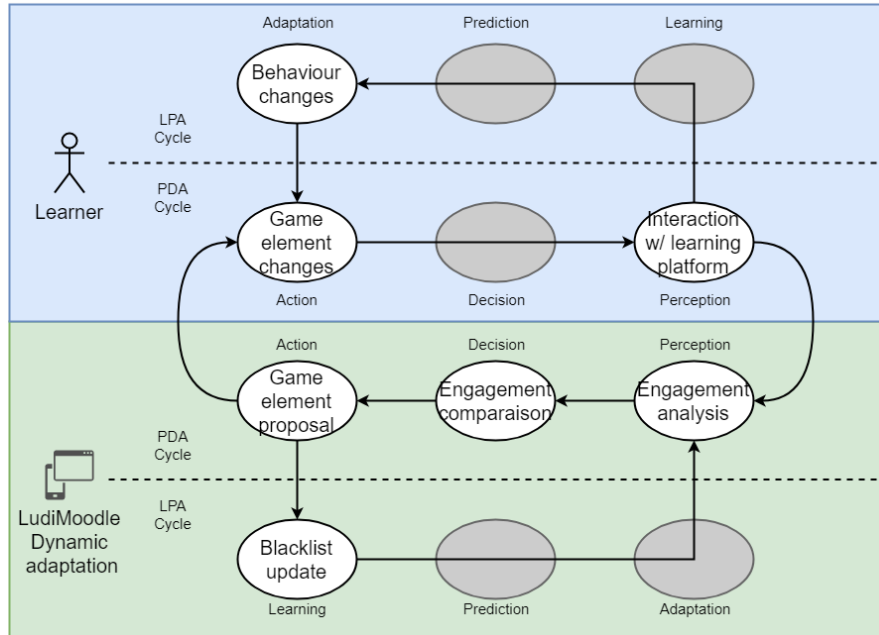 Adaptation
Prediction
Learning
Behaviour
changes
LPA
Cycle
PDA
Cycle
Learner
Game
element
changes
Interaction
w/ learning
platform
Action
Decision
Perception
Action
Decision
Perception
Game
element
proposal
Engagement
comparaison
Engagement
analysis
PDA
Cycle
LPA
Cycle
LudiMoodle
Dynamic
adaptation
Blacklist
update
Learning
Prediction
Adaptation